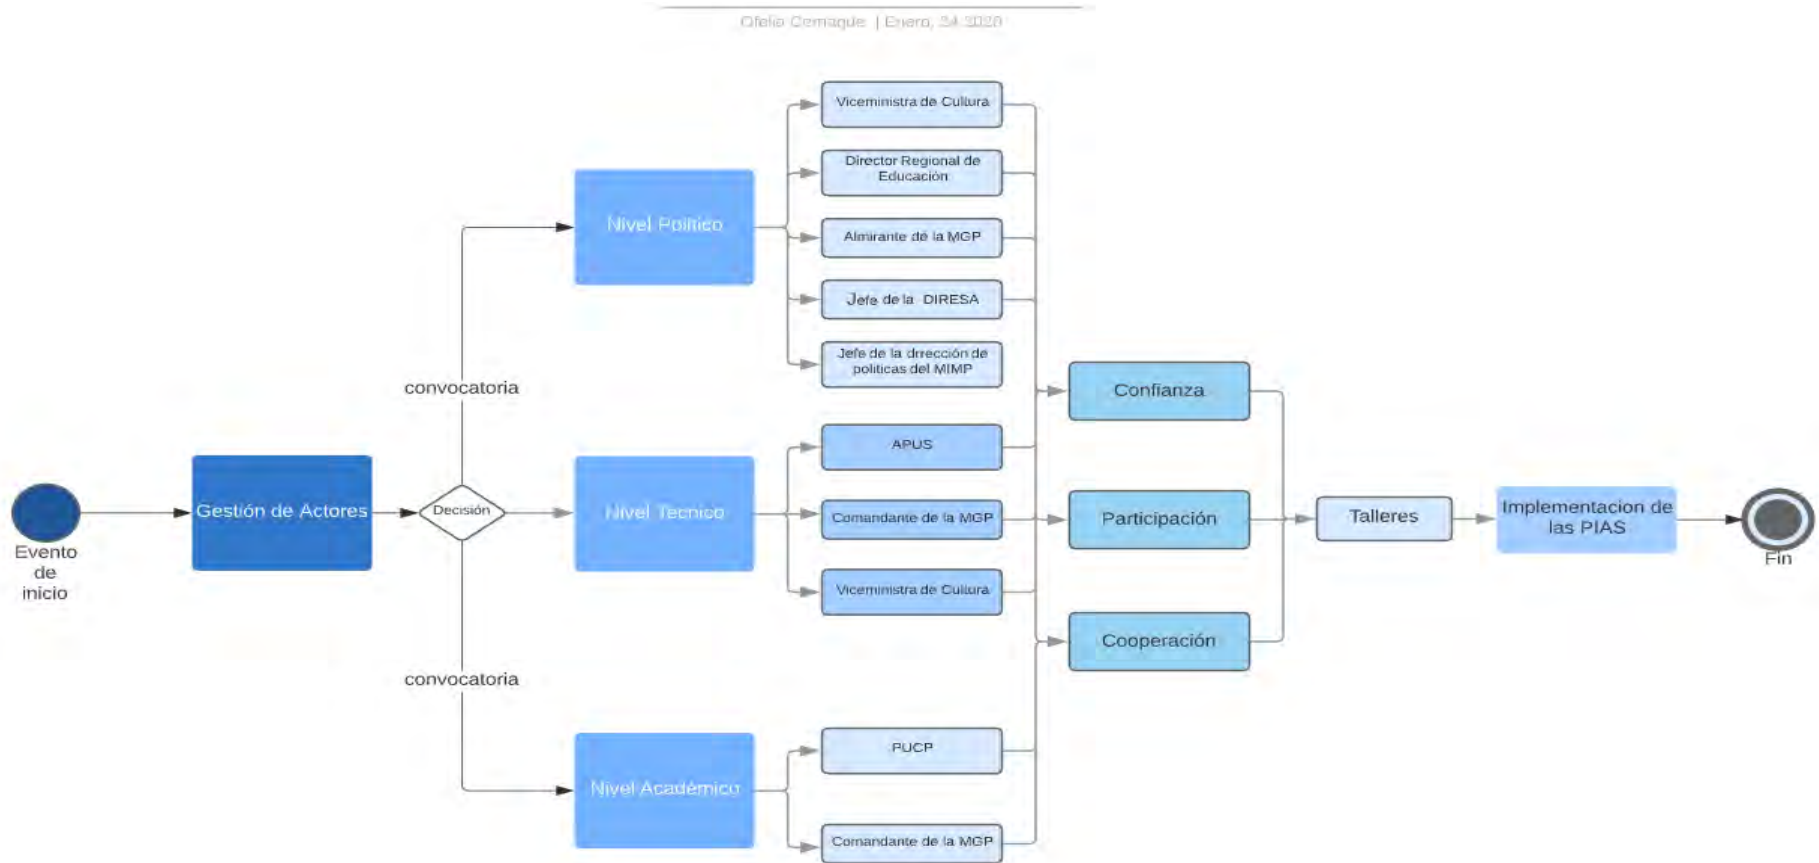 Ofelia Cemaque | Enero, 24 2020
Viceministra de Cultura
Director Regional de
Educación
Almirante de la MGP
Jefe de la DIRESA
Jefe de la drrección de
politicas del MIMP
Nivel Político
convocatoria
Evento
de
inicio
Gestión de Actores
Decisión
Nivel Tecnico
APUS
Comandante de la MGP
Viceministra de Cultura
convocatoria
Nivel Académico
PUCP
Comandante de la MGP
Confianza
Participación
Cooperación
Talleres
Implementacion de
las PIAS
Fin